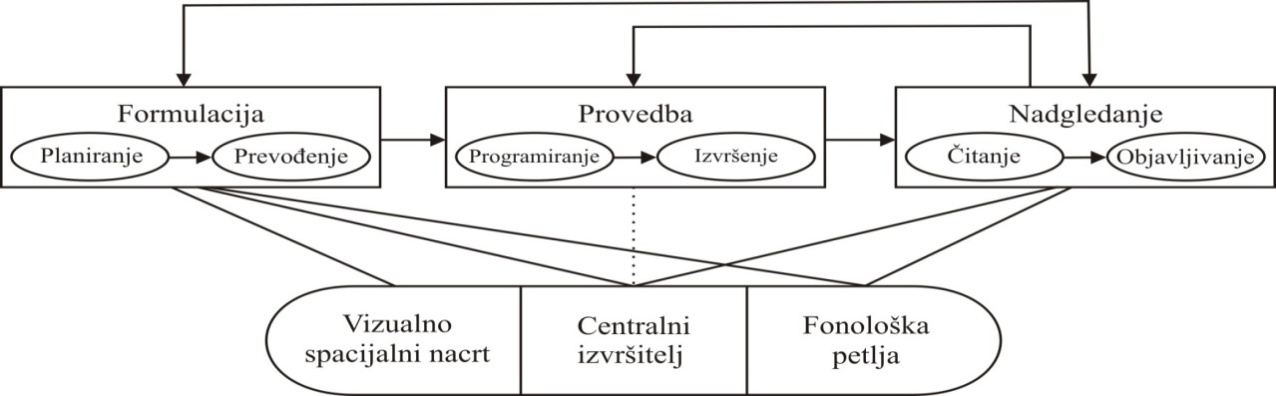 Formulacija
Planiranje
Prevođenje
Provedba
Programiranje
Izvršenje
Nadgledanje
Čitanje
Objavljivanje
Vizualno
spacijalni nacrt
Centralni
izvršitelj
Fonološka
petlja